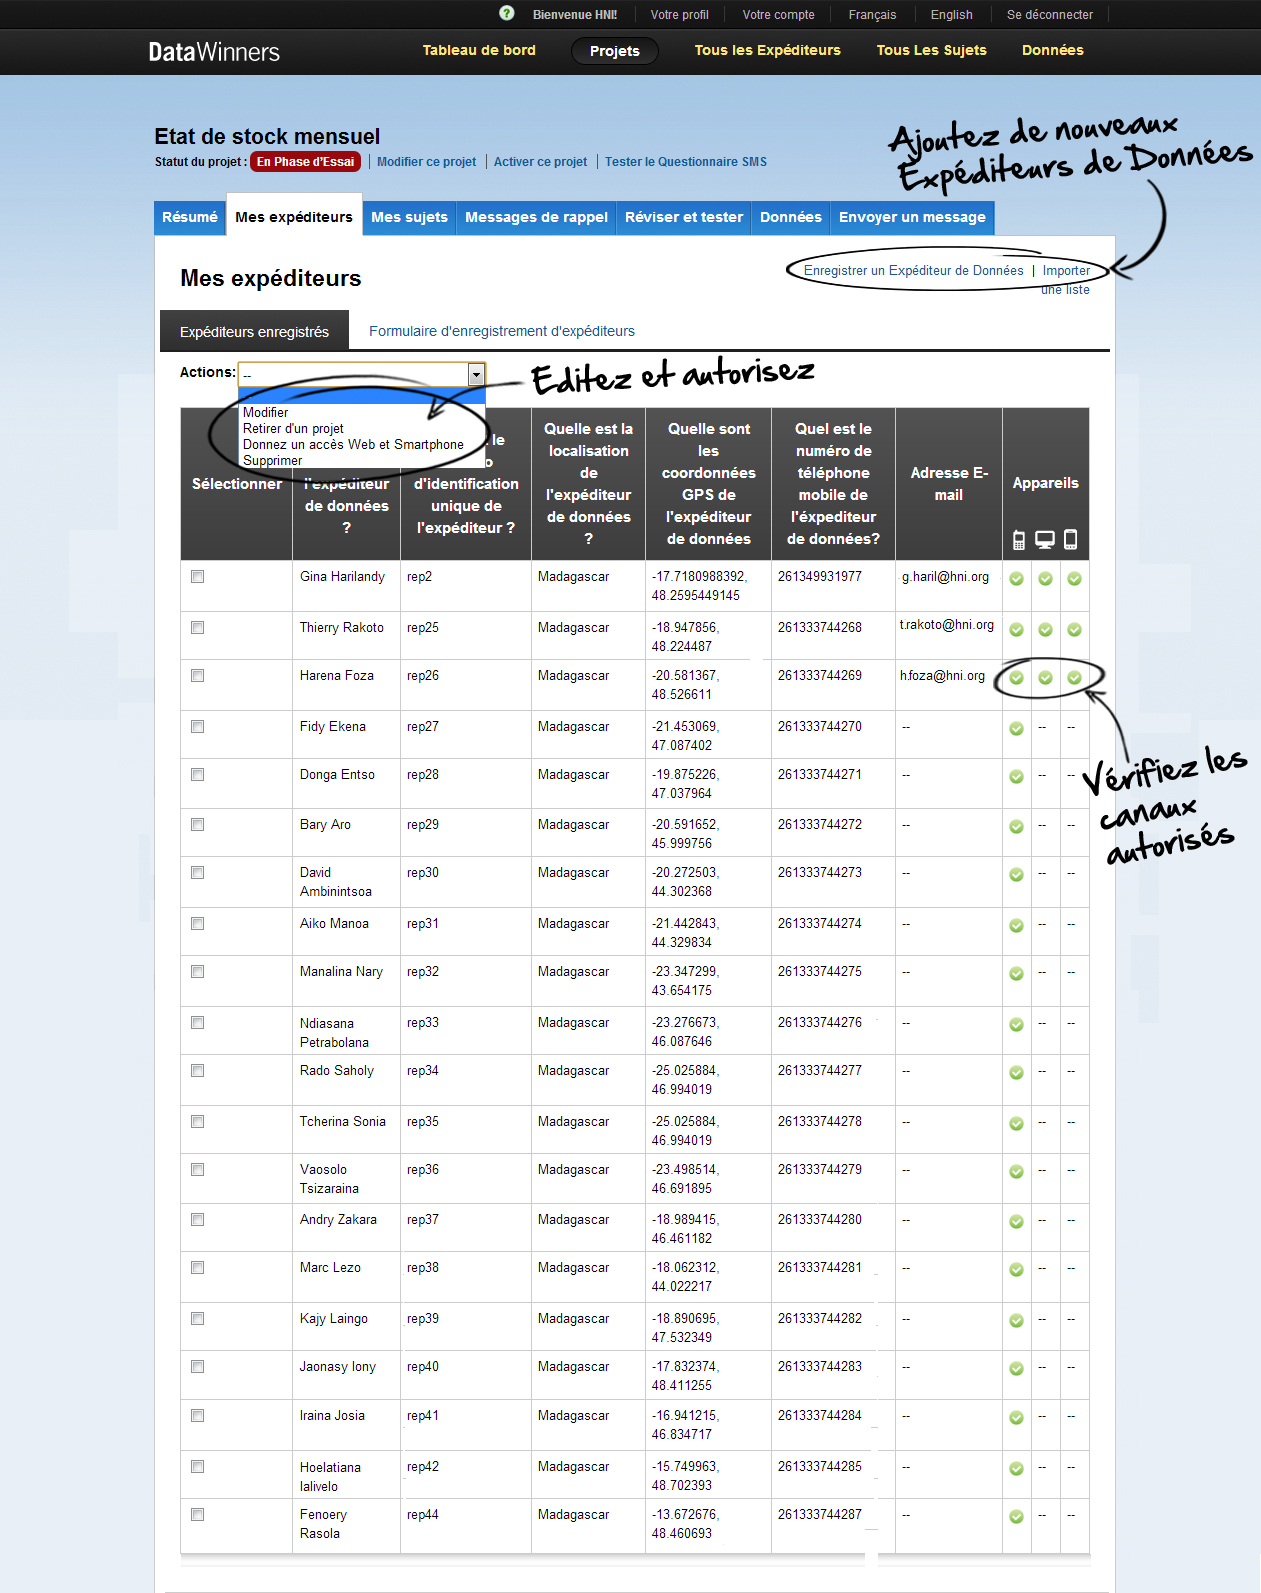 Bienvenue HNI! Votre profil Votre compte Français English Se déconnecter
DataWinners Tableau de bord Projets Tous les Expéditeurs Tous Les Sujets Données
Etat de stock mensuel
Statut du projet : En Phase d'Essai Modifier ce projet Activer ce projet Tester le Questionnaire SMS
Ajoutez de nouveaux
Expéditeurs de Données
Résumé Mes expéditeurs Mes sujets Messages de rappel Réviser et tester Données Envoyer un message
Mes expéditeurs
Enregistrer un Expéditeur de Données | Importer
une liste
Expéditeurs enregistrés Formulaire d'enregistrement d'expéditeurs
Actions: --
Editez et autorisez
Modifier
Retirer d'un projet
Donnez un accès Web et Smartphone
Supprimer
Sélectionner
l'expéditeur
de données
?
le
d'identification
unique de
l'expéditeur ?
Quelle est la
localisation
de
l'expéditeur
de données
?
Quelle sont
les
coordonnées
GPS de
l'expéditeur
de données
Quel est le
numéro de
téléphone
mobile de
l'éxpediteur
de données?
Adresse E-
mail
Appareils
Gina Harilandy rep2 Madagascar -17.7180988392, 261349931977 g.haril@hni.org
48.2595449145
Thierry Rakoto rep25 Madagascar -18.947856, 261333744268 t.rakoto@hni.org
48.224487
Harena Foza rep26 Madagascar -20.581367, 261333744269 h.foza@hni.org
48.526611
Fidy Ekena rep27 Madagascar -21.453069, 261333744270 -- -- --
47.087402
Donga Entso rep28 Madagascar -19.875226, 261333744271 -- -- --
47.037964
Vérifiez les
canaux
autorisés
Bary Aro rep29 Madagascar -20.591652, 261333744272 -- -- --
45.999756
David rep30 Madagascar -20.272503, 261333744273 -- -- --
Ambinintsoa 44.302368
Aiko Manoa rep31 Madagascar -21.442843, 261333744274 -- -- --
44.329834
Manalina Nary rep32 Madagascar -23.347299, 261333744275 -- -- --
43.654175
Ndiasana rep33 Madagascar -23.276673, 261333744276 -- -- --
Petrabolana 46.087646
Rado Saholy rep34 Madagascar -25.025884, 261333744277 -- -- --
46.994019
Tcherina Sonia rep35 Madagascar -25.025884, 261333744278 -- -- --
46.994019
Vaosolo rep36 Madagascar -23.498514, 261333744279 -- -- --
Tsizaraina 46.691895
Andry Zakara rep37 Madagascar -18.989415, 261333744280 -- -- --
46.461182
Marc Lezo rep38 Madagascar -18.062312, 261333744281 -- -- --
44.022217
Kajy Laingo rep39 Madagascar -18.890695, 261333744282 -- -- --
47.532349
Jaonasy Iony rep40 Madagascar -17.832374, 261333744283 -- -- --
48.411255
Iraina Josia rep41 Madagascar -16.941215, 261333744284 -- -- --
46.834717
Hoelatiana rep42 Madagascar -15.749963, 261333744285 -- -- --
Ialivelo 48.702393
Fenoery rep44 Madagascar -13.672676, 261333744287 -- -- --
Rasola 48.460693